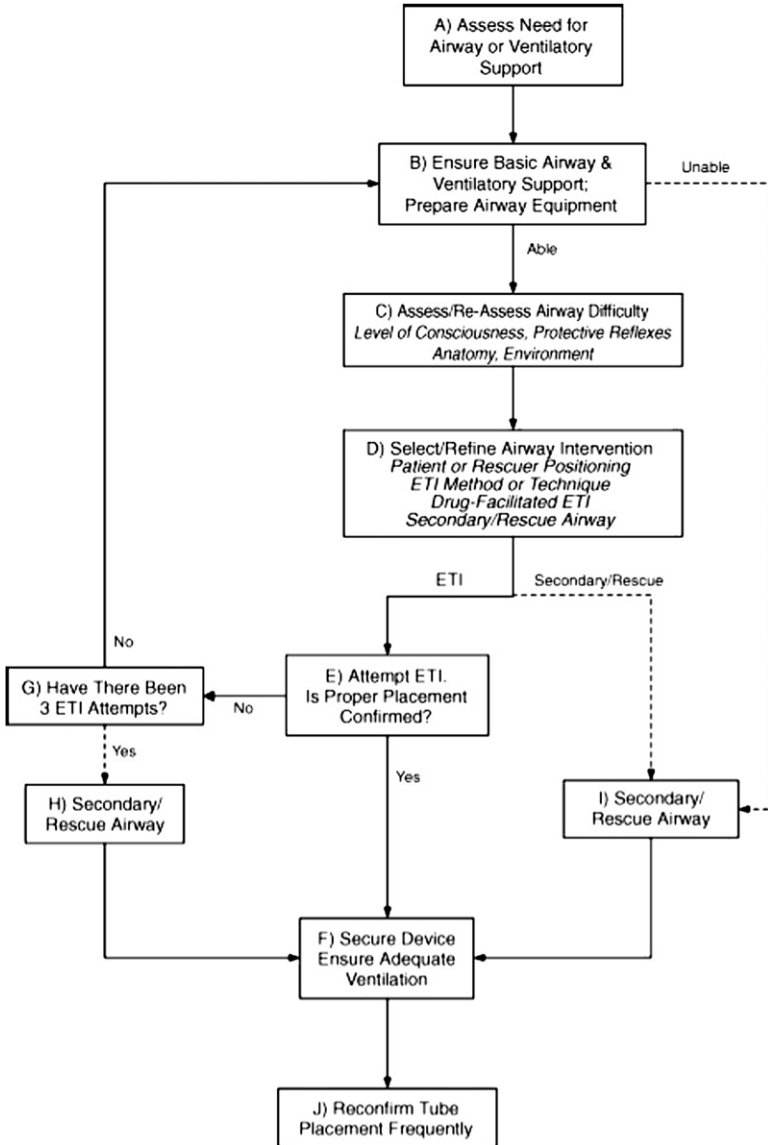 A) Assess Need for
Airway or Ventilatory
Support
B) Ensure Basic Airway &
Ventilatory Support;
Prepare Airway Equipment
Unable
Able
C) Assess/Re-Assess Airway Difficulty
Level of Consciousness, Protective Reflexes
Anatomy, Environment
D) Select/Refine Airway Intervention
Patient or Rescuer Positioning
ETI Method or Technique
Drug-Facilitated ETI
Secondary/Rescue Airway
ETI
Secondary/Rescue
No
G) Have There Been
3 ETI Attempts?
No
E) Attempt ETI.
Is Proper Placement
Confirmed?
Yes
Yes
H) Secondary/
Rescue Airway
I) Secondary/
Rescue Airway
F) Secure Device
Ensure Adequate
Ventilation
J) Reconfirm Tube
Placement Frequently